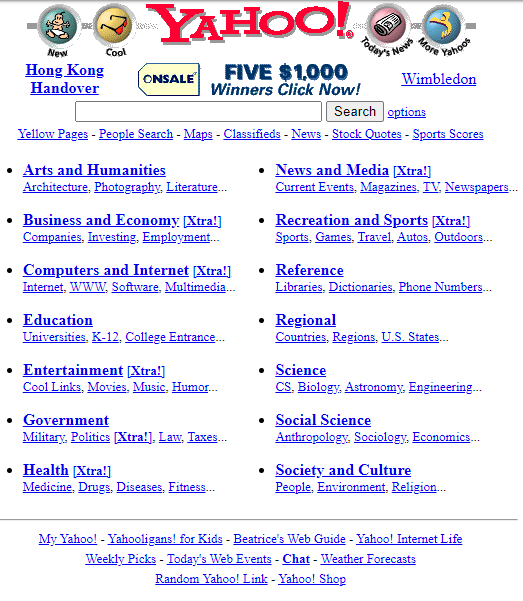 YAHOO!
New
Cool
Today's News
More Yahoos
Hong Kong
Handover
ONSALE
FIVE $1,000
Winners Click Now!
Wimbledon
Search options
Yellow Pages - People Search - Maps - Classifieds - News - Stock Quotes - Sports Scores
Arts and Humanities
Architecture, Photography, Literature...
Business and Economy [Xtra!]
Companies, Investing, Employment...
Computers and Internet [Xtra!]
Internet, WWW, Software, Multimedia...
Education
Universities, K-12, College Entrance...
Entertainment [Xtra!]
Cool Links, Movies, Music, Humor...
Government
Military, Politics [Xtra!], Law, Taxes...
Health [Xtra!]
Medicine, Drugs, Diseases, Fitness...
News and Media [Xtra!]
Current Events, Magazines, TV, Newspapers...
Recreation and Sports [Xtra!]
Sports, Games, Travel, Autos, Outdoors...
Reference
Libraries, Dictionaries, Phone Numbers...
Regional
Countries, Regions, U.S. States...
Science
CS, Biology, Astronomy, Engineering...
Social Science
Anthropology, Sociology, Economics...
Society and Culture
People, Environment, Religion...
My Yahoo! - Yahooligans! for Kids - Beatrice's Web Guide - Yahoo! Internet Life
Weekly Picks - Today's Web Events - Chat - Weather Forecasts
Random Yahoo! Link - Yahoo! Shop